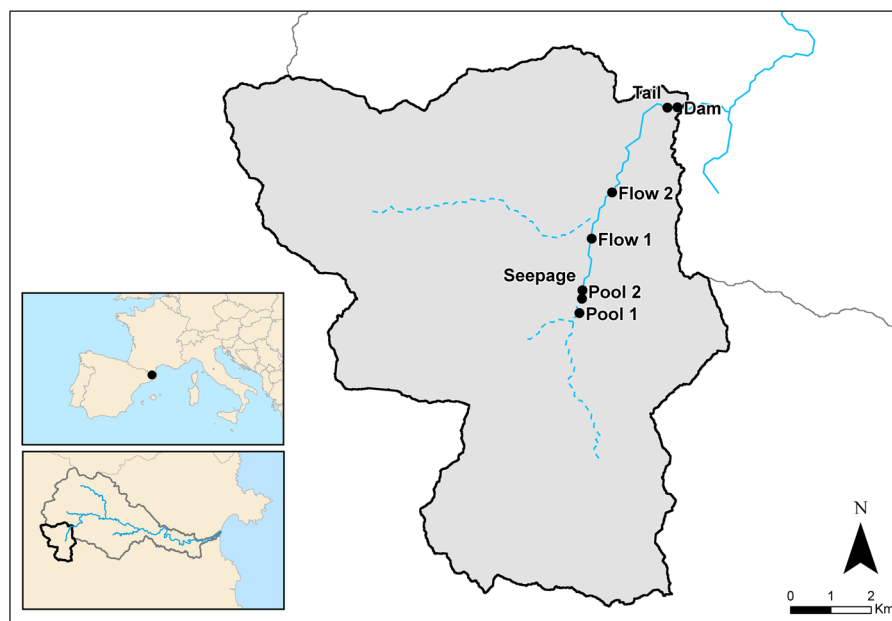 Tail
Dam
Flow 2
Flow 1
Seepage
Pool 2
Pool 1
N
0 1 2
Km